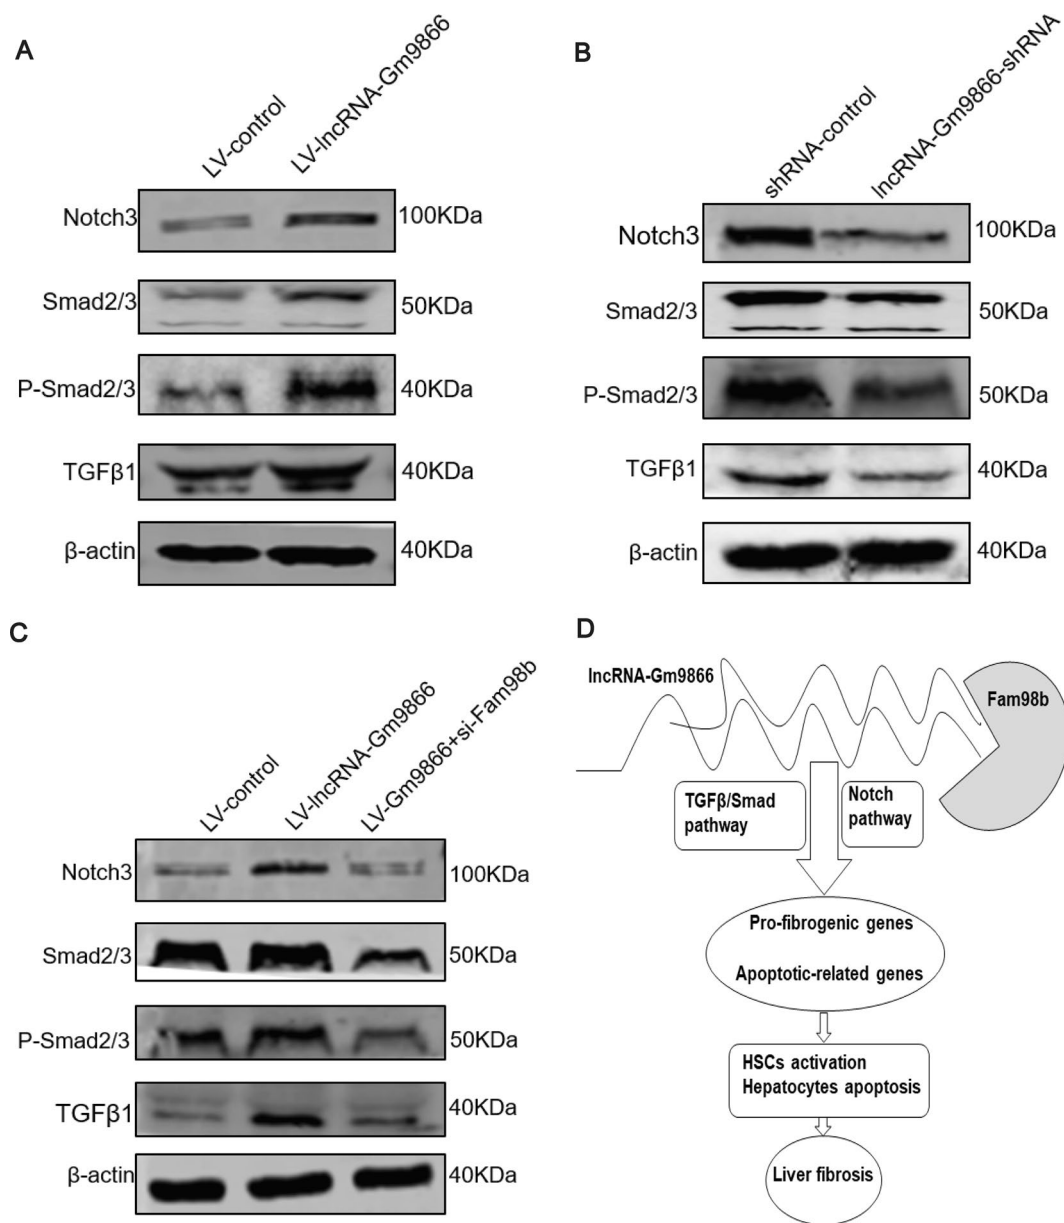 A
LV-control
LV-lncRNA-Gm9866
Notch3
100KDa
Smad2/3
50KDa
P-Smad2/3
40KDa
TGFβ1
40KDa
β-actin
40KDa
B
shRNA-control
lncRNA-Gm9866-shRNA
Notch3
100KDa
Smad2/3
50KDa
P-Smad2/3
50KDa
TGFβ1
40KDa
β-actin
40KDa
C
LV-control
LV-lncRNA-Gm9866
LV-Gm9866+si-Fam98b
Notch3
100KDa
Smad2/3
50KDa
P-Smad2/3
50KDa
TGFβ1
40KDa
β-actin
40KDa
D
lncRNA-Gm9866
Fam98b
TGFβ/Smad
pathway
Notch
pathway
Pro-fibrogenic genes
Apoptotic-related genes
HSCs activation
Hepatocytes apoptosis
Liver fibrosis